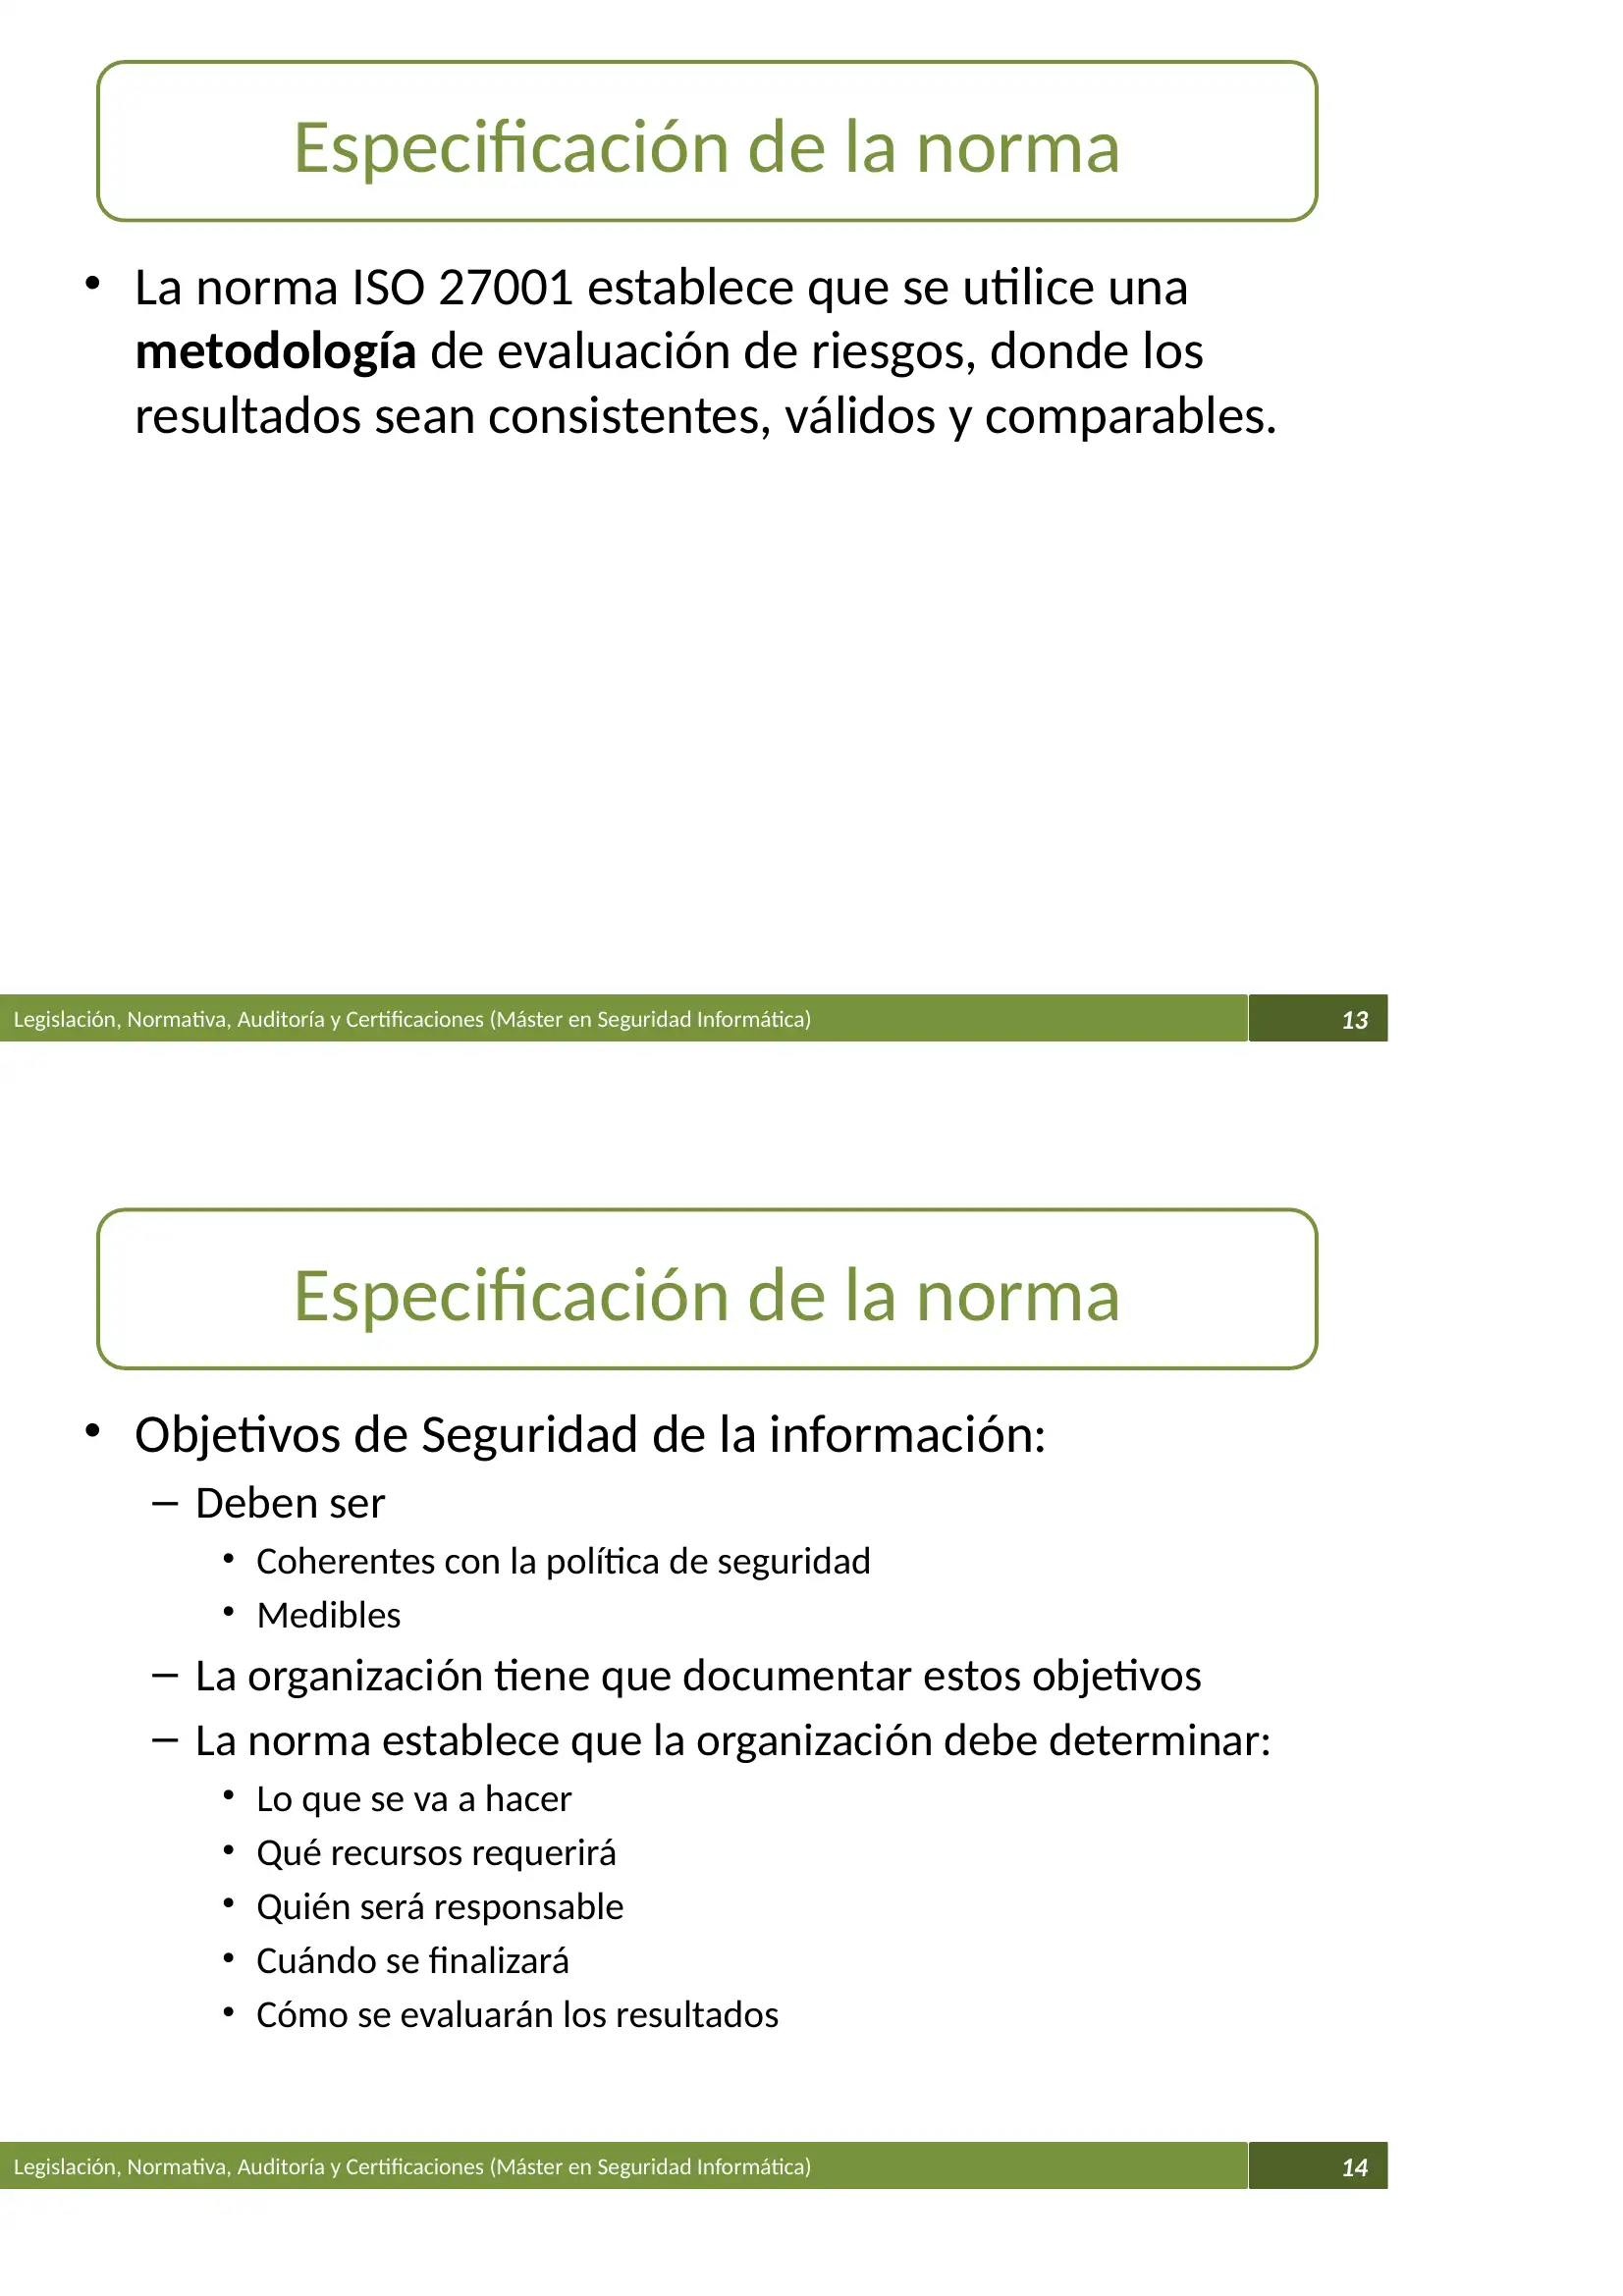 Especificación de la norma
• La norma ISO 27001 establece que se utilice una
metodología de evaluación de riesgos, donde los
resultados sean consistentes, válidos y comparables.
Legislación, Normativa, Auditoría y Certificaciones (Máster en Seguridad Informática) 13
Especificación de la norma
• Objetivos de Seguridad de la información:
– Deben ser
• Coherentes con la política de seguridad
• Medibles
– La organización tiene que documentar estos objetivos
– La norma establece que la organización debe determinar:
• Lo que se va a hacer
• Qué recursos requerirá
• Quién será responsable
• Cuándo se finalizará
• Cómo se evaluarán los resultados
Legislación, Normativa, Auditoría y Certificaciones (Máster en Seguridad Informática) 14